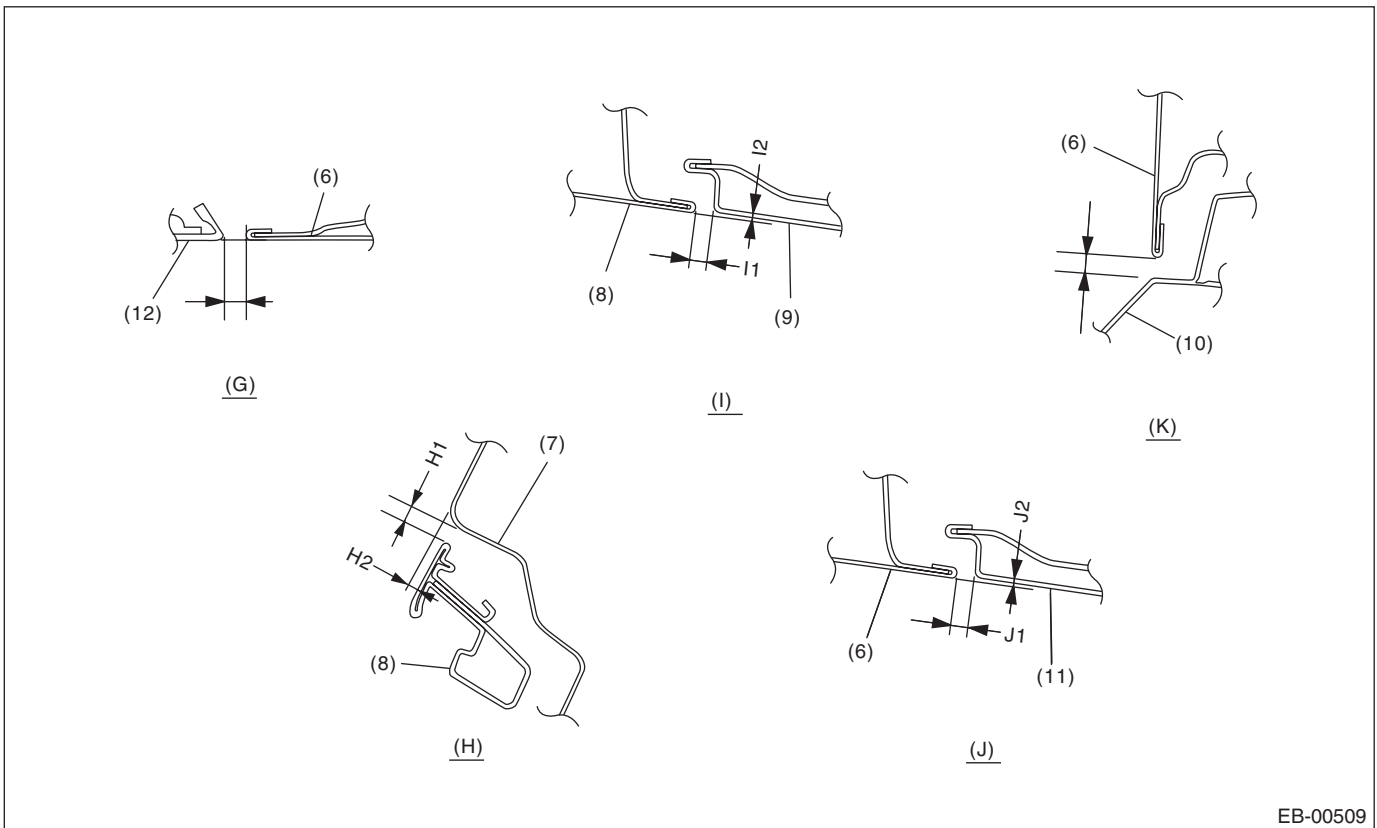 (G)
(6)
(12)
(I)
I2
I1
(8)
(9)
(K)
(6)
(10)
(H)
H1
H2
(7)
(8)
(J)
J2
J1
(6)
(11)
EB-00509